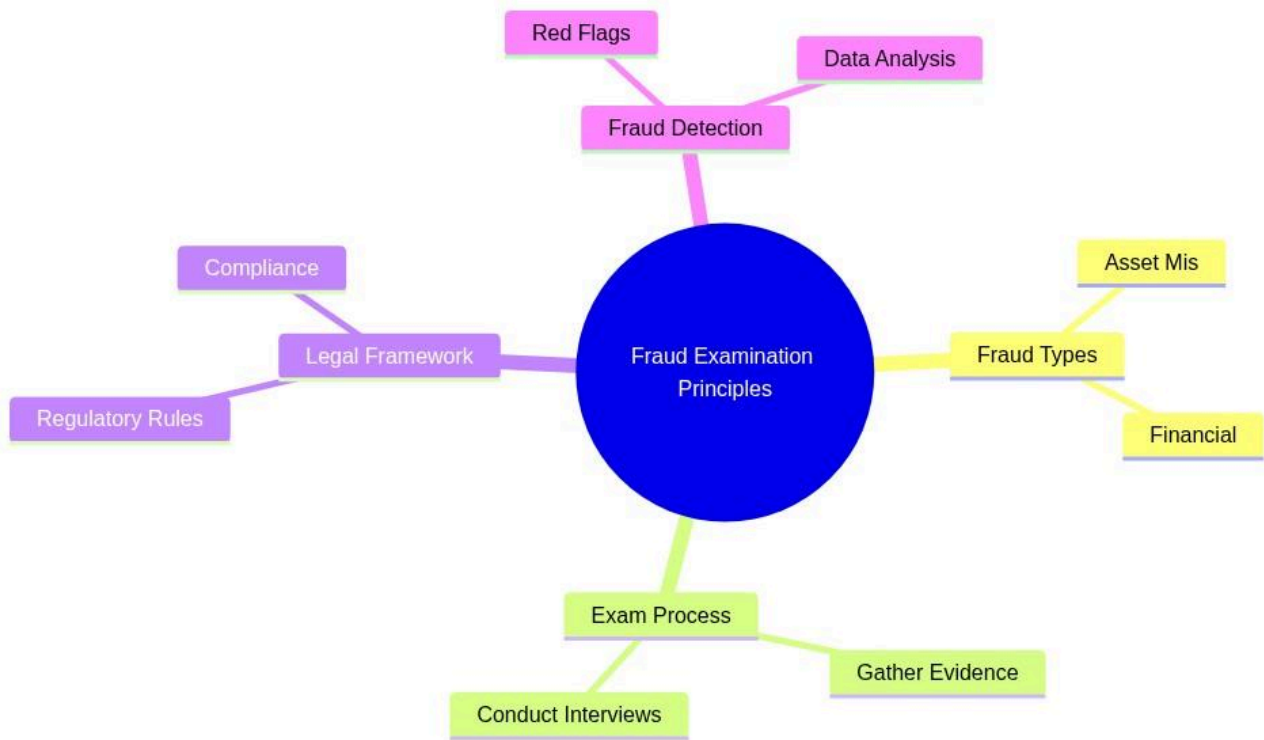 Red Flags
Data Analysis
Fraud Detection
Compliance
Legal Framework
Regulatory Rules
Fraud Examination
Principles
Asset Mis
Fraud Types
Financial
Exam Process
Gather Evidence
Conduct Interviews